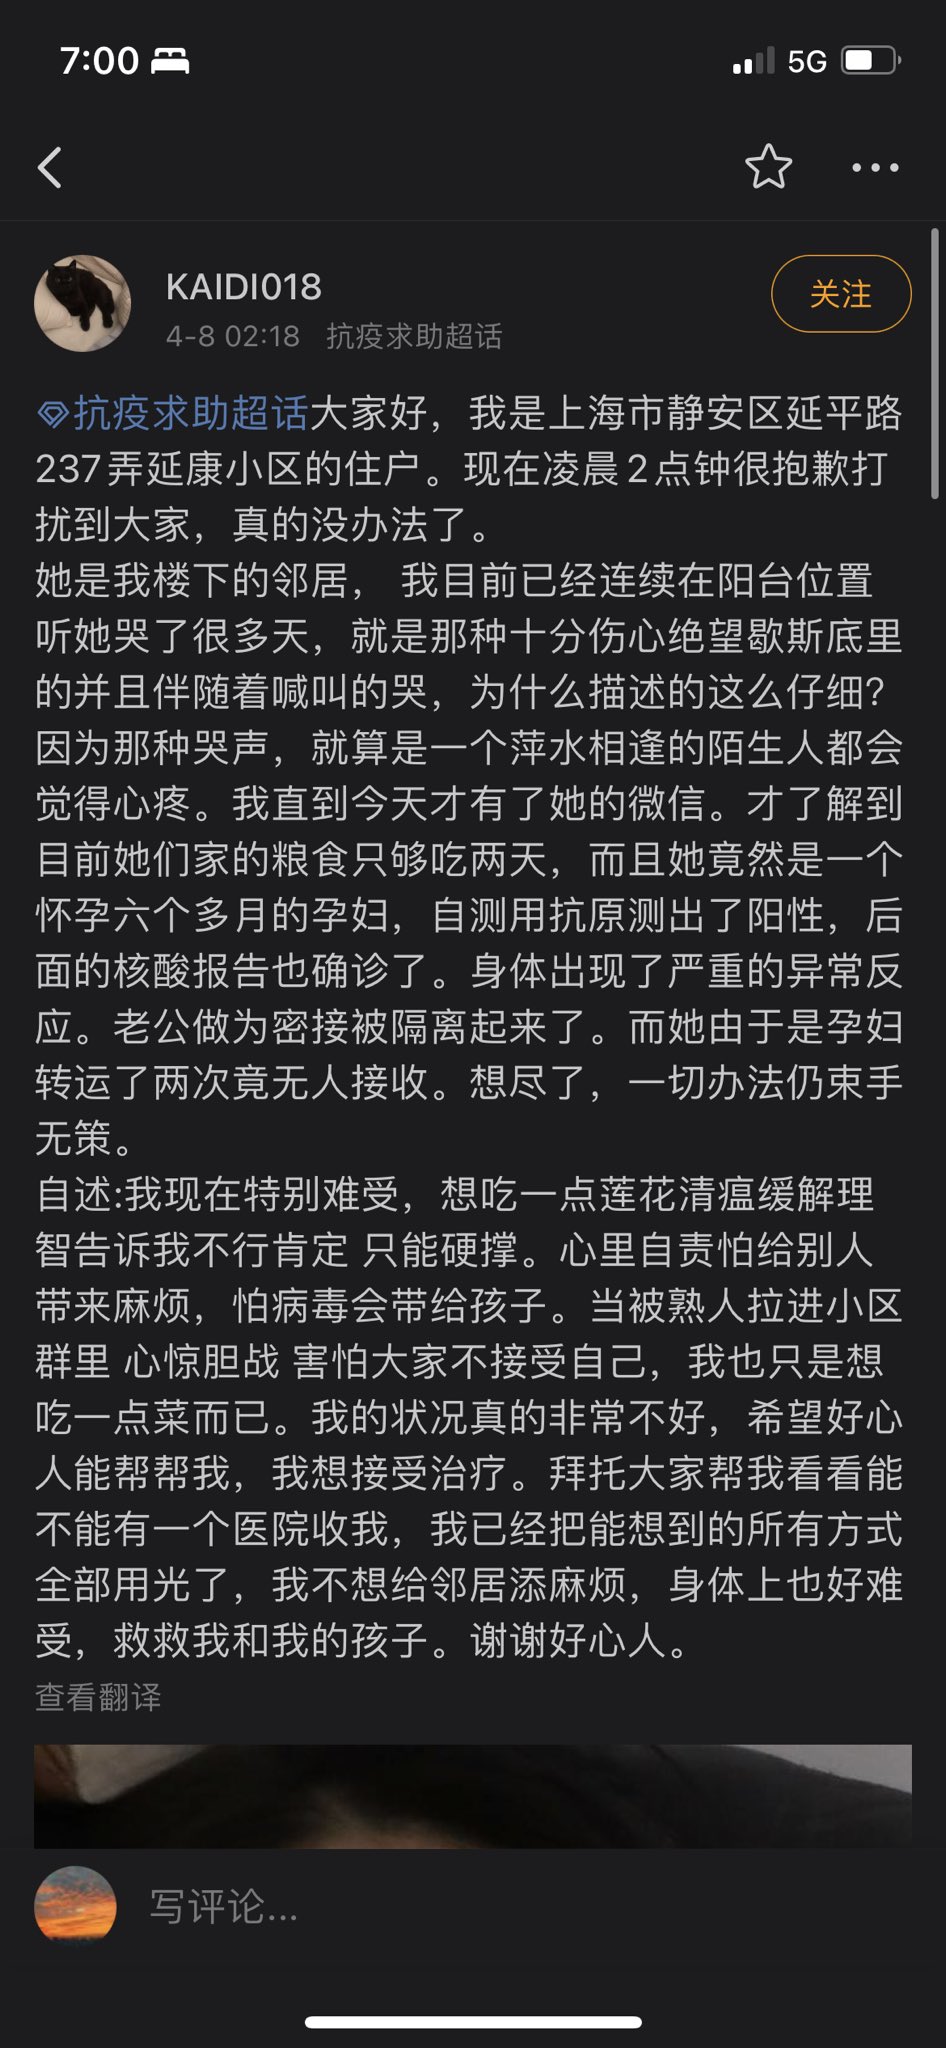 7:00
5G
KAIDI018
关注
4-8 02:18 抗疫求助超话
抗疫求助超话大家好，我是上海市静安区延平路
237弄延康小区的住户。现在凌晨2点钟很抱歉打
扰到大家，真的没办法了。
她是我楼下的邻居， 我目前已经连续在阳台位置
听她哭了很多天，就是那种十分伤心绝望歇斯底里
的并且伴随着喊叫的哭，为什么描述的这么仔细？
因为那种哭声，就算是一个萍水相逢的陌生人都会
觉得心疼。我直到今天才有了她的微信。才了解到
目前她们家的粮食只够吃两天，而且她竟然是一个
怀孕六个多月的孕妇，自测用抗原测出了阳性，后
面的核酸报告也确诊了。身体出现了严重的异常反
应。老公做为密接被隔离起来了。而她由于是孕妇
转运了两次竟无人接收。想尽了，一切办法仍束手
无策。
自述:我现在特别难受，想吃一点莲花清瘟缓解理
智告诉我不行肯定 只能硬撑。心里自责怕给别人
带来麻烦，怕病毒会带给孩子。当被熟人拉进小区
群里 心惊胆战 害怕大家不接受自己，我也只是想
吃一点菜而已。我的状况真的非常不好，希望好心
人能帮帮我，我想接受治疗。拜托大家帮我看看能
不能有一个医院收我，我已经把能想到的所有方式
全部用光了，我不想给邻居添麻烦，身体上也好难
受，救救我和我的孩子。谢谢好心人。
查看翻译
写评论...